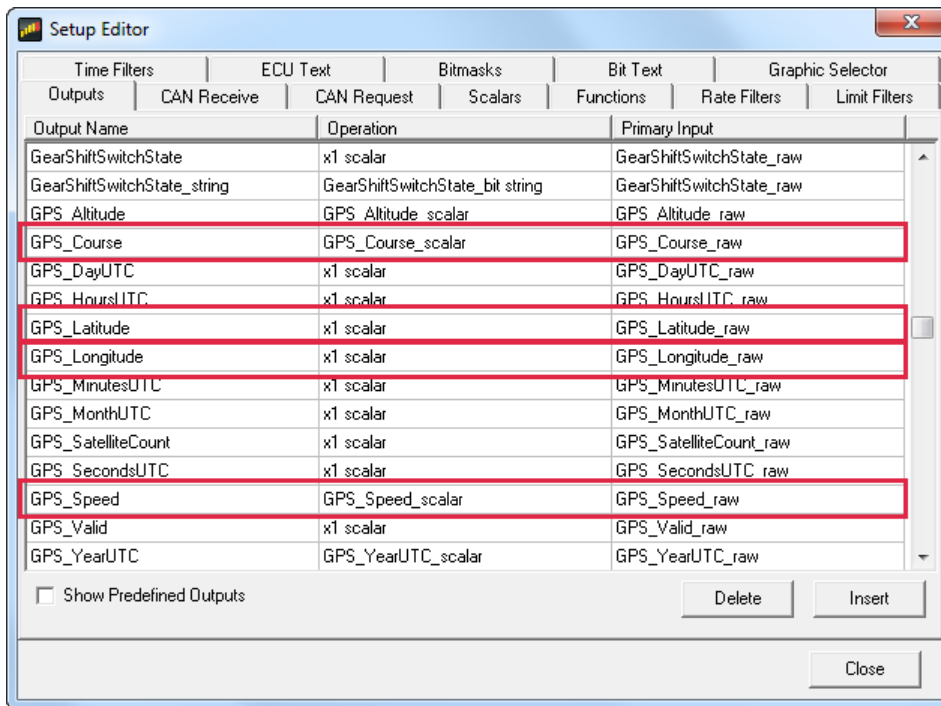 Setup Editor
Time Filters ECU Text Bitmasks Bit Text Graphic Selector
Outputs CAN Receive CAN Request Scalars Functions Rate Filters Limit Filters
Output Name Operation Primary Input
GearShiftSwitchState x1 scalar GearShiftSwitchState_raw
GearShiftSwitchState_string GearShiftSwitchState_bit string GearShiftSwitchState_raw
GPS_Altitude GPS_Altitude_scalar GPS_Altitude_raw
GPS_Course GPS_Course_scalar GPS_Course_raw
GPS_DayUTC x1 scalar GPS_DayUTC_raw
GPS_HoursUTC x1 scalar GPS_HoursUTC_raw
GPS_Latitude x1 scalar GPS_Latitude_raw
GPS_Longitude x1 scalar GPS_Longitude_raw
GPS_MinutesUTC x1 scalar GPS_MinutesUTC_raw
GPS_MonthUTC x1 scalar GPS_MonthUTC_raw
GPS_SatelliteCount x1 scalar GPS_SatelliteCount_raw
GPS_SecondsUTC x1 scalar GPS_SecondsUTC_raw
GPS_Speed GPS_Speed_scalar GPS_Speed_raw
GPS_Valid x1 scalar GPS_Valid_raw
GPS_YearUTC GPS_YearUTC_scalar GPS_YearUTC_raw
Show Predefined Outputs Delete Insert
Close